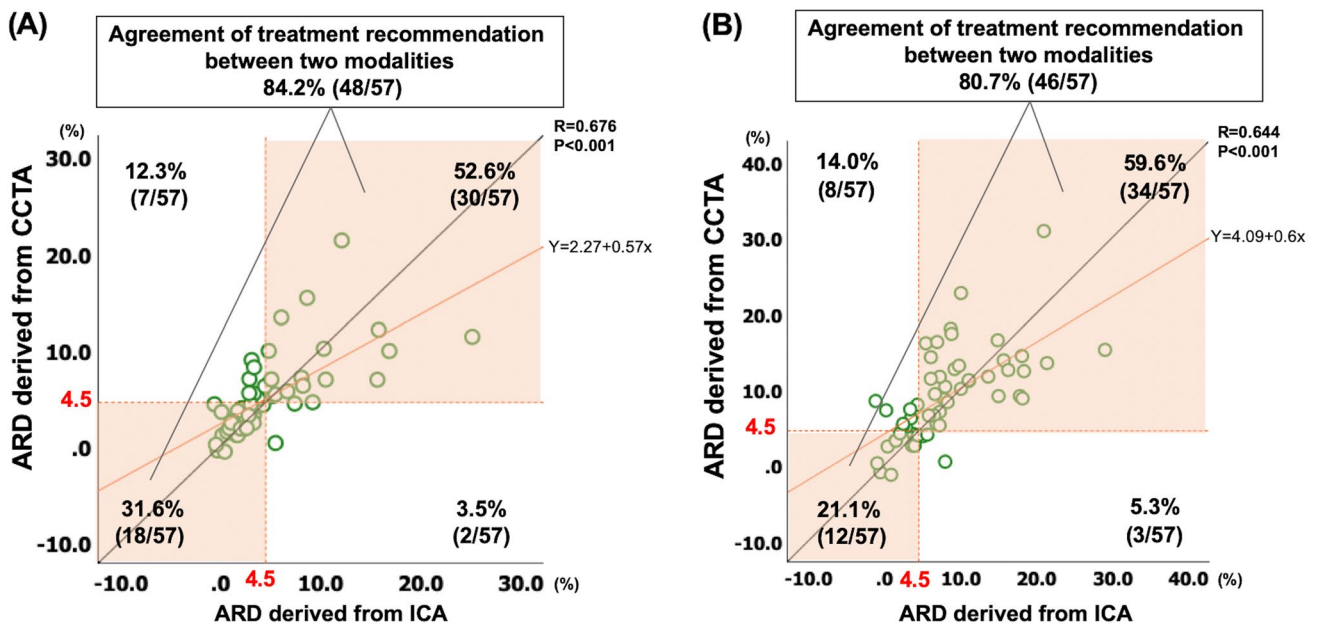 (A)
Agreement of treatment recommendation
between two modalities
84.2% (48/57)
(%)
30.0
20.0
10.0
4.5
.0
-10.0
ARD derived from CCTA
12.3%
(7/57)
52.6%
(30/57)
R=0.676
P<0.001
Y=2.27+0.57x
31.6%
(18/57)
3.5%
(2/57)
-10.0 .0 4.5 10.0 20.0 30.0 (%)
ARD derived from ICA
(B)
Agreement of treatment recommendation
between two modalities
80.7% (46/57)
(%)
40.0
30.0
20.0
10.0
4.5
.0
-10.0
ARD derived from CCTA
14.0%
(8/57)
59.6%
(34/57)
R=0.644
P<0.001
Y=4.09+0.6x
21.1%
(12/57)
5.3%
(3/57)
-10.0 .0 4.5 10.0 20.0 30.0 40.0 (%)
ARD derived from ICA